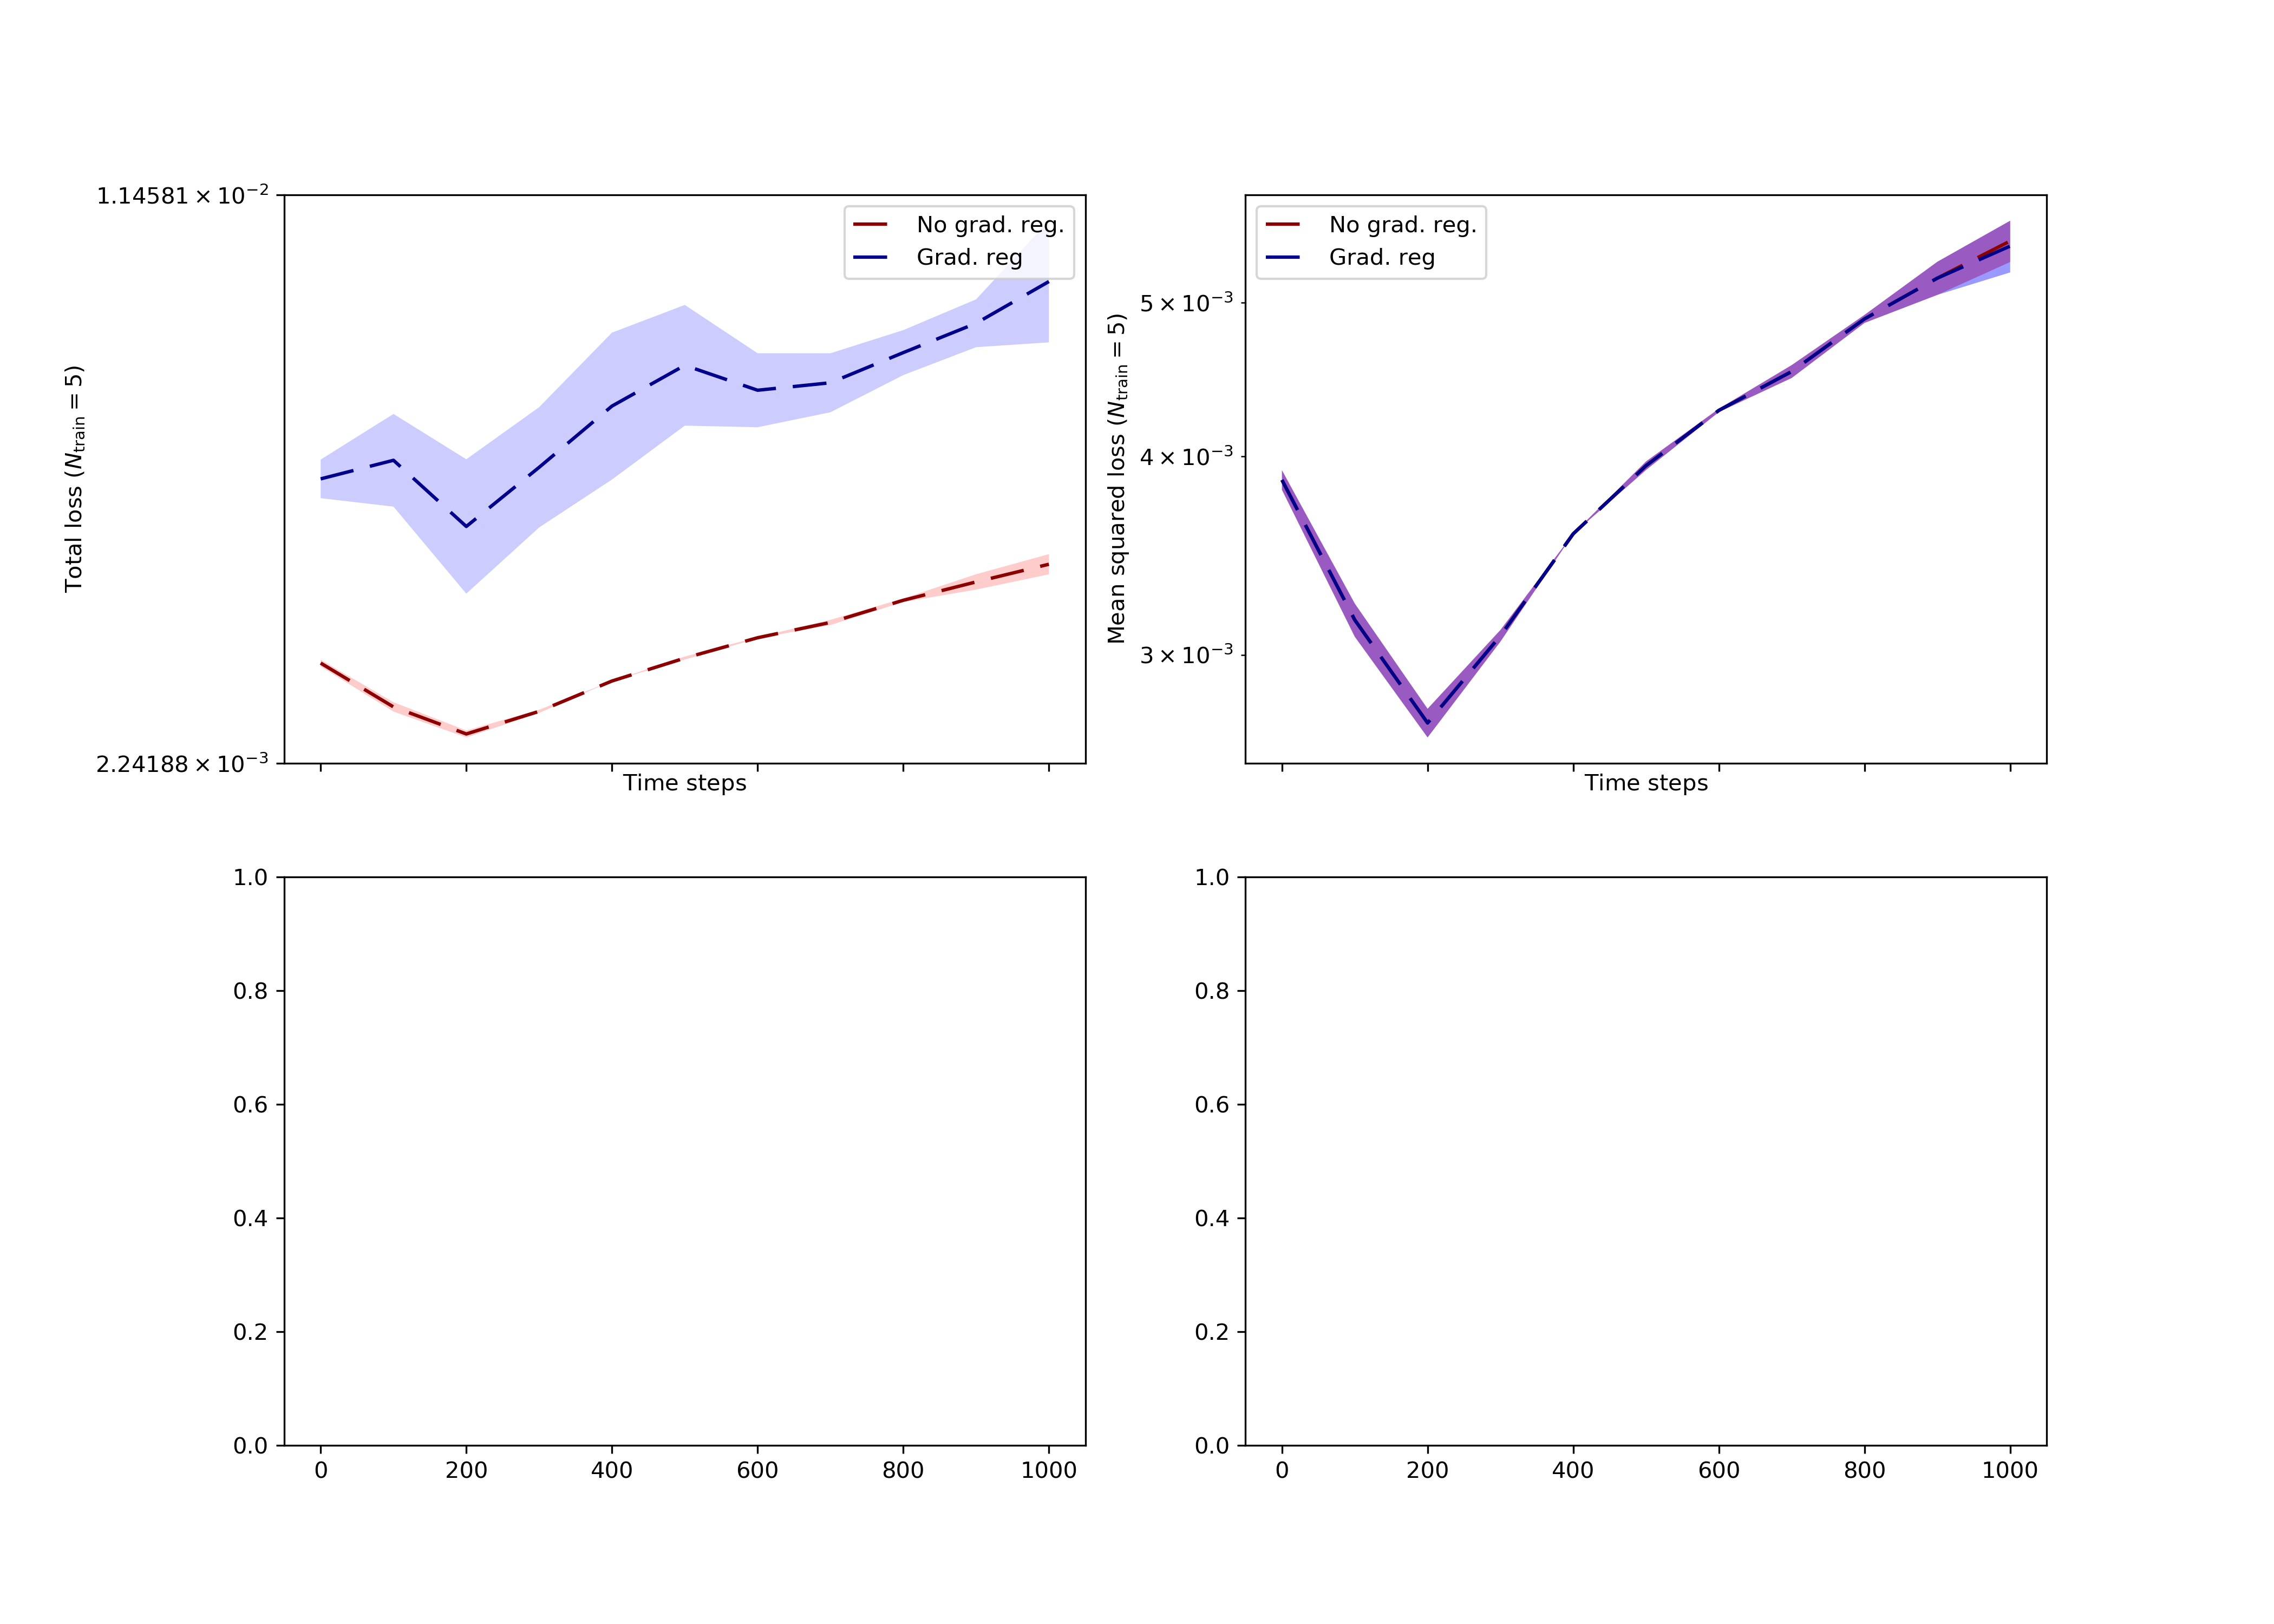 1.14581 × 10⁻²
2.24188 × 10⁻³
Total loss (N_train = 5)
No grad. reg.
Grad. reg
Time steps
5 × 10⁻³
4 × 10⁻³
3 × 10⁻³
Mean squared loss (N_train = 5)
No grad. reg.
Grad. reg
Time steps
1.0
0.8
0.6
0.4
0.2
0.0
0 200 400 600 800 1000
1.0
0.8
0.6
0.4
0.2
0.0
0 200 400 600 800 1000